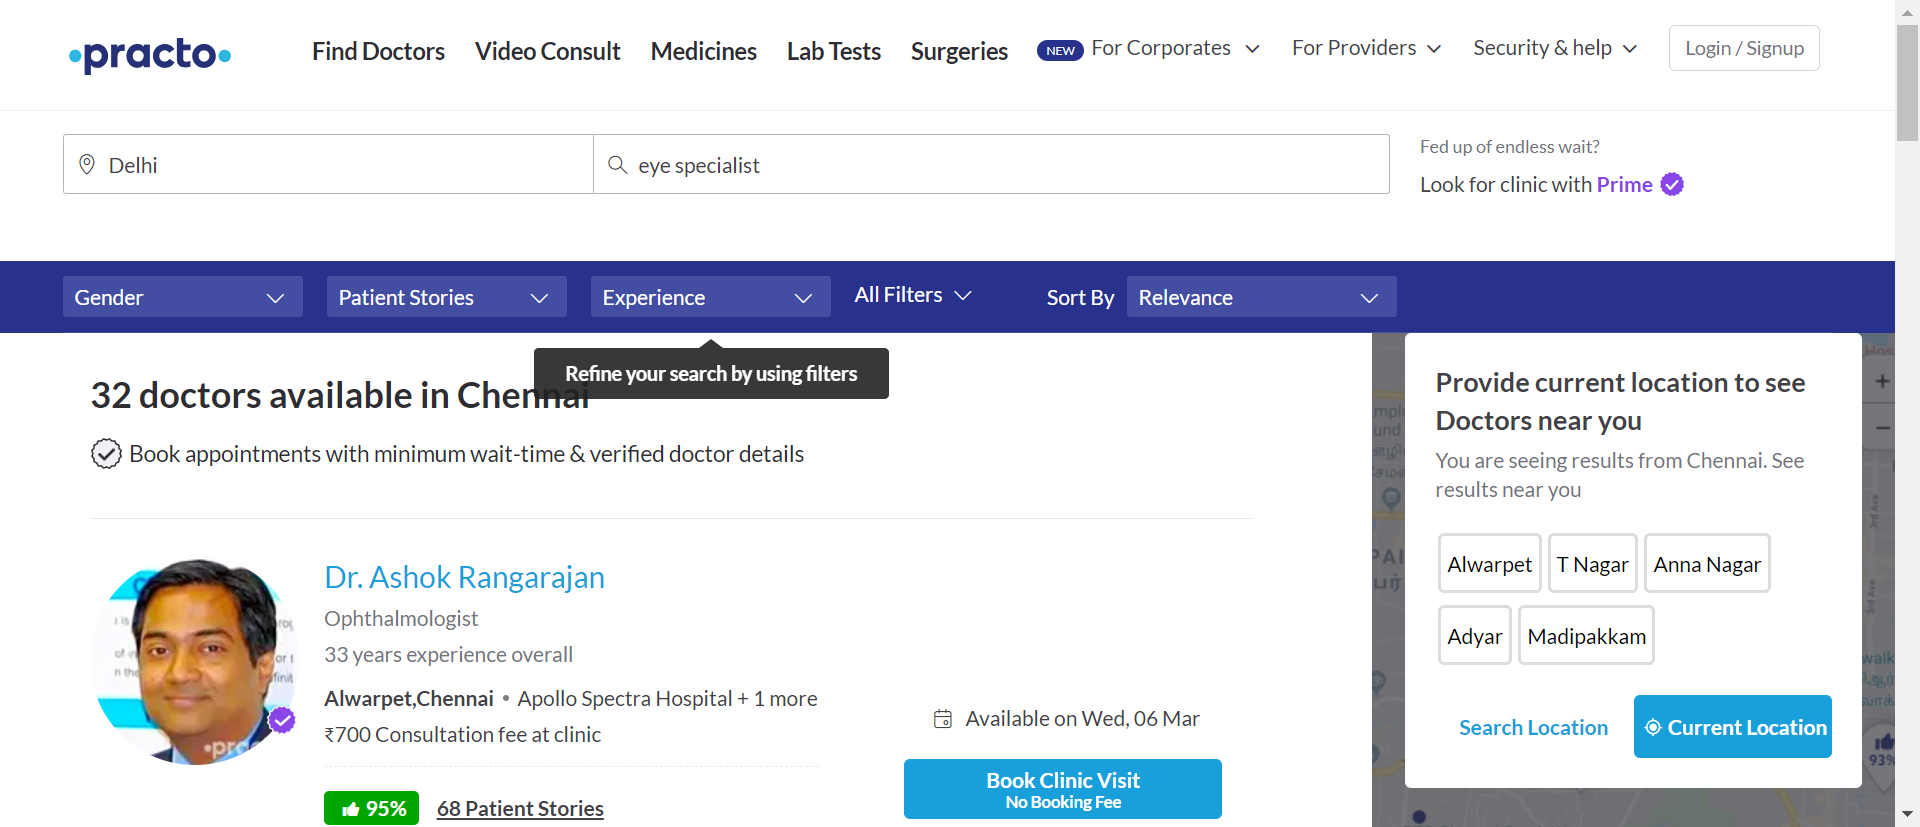 practo
Find Doctors
Video Consult
Medicines
Lab Tests
Surgeries
NEW For Corporates
For Providers
Security & help
Login / Signup
Delhi
eye specialist
Fed up of endless wait?
Look for clinic with Prime
Gender
Patient Stories
Experience
All Filters
Sort By
Relevance
Refine your search by using filters
32 doctors available in Chennai
Book appointments with minimum wait-time & verified doctor details
Dr. Ashok Rangarajan
Ophthalmologist
33 years experience overall
Alwarpet,Chennai • Apollo Spectra Hospital + 1 more
₹700 Consultation fee at clinic
95%
68 Patient Stories
Available on Wed, 06 Mar
Book Clinic Visit
No Booking Fee
Provide current location to see
Doctors near you
You are seeing results from Chennai. See
results near you
Alwarpet
T Nagar
Anna Nagar
Adyar
Madipakkam
Search Location
Current Location
+
−
3rd Ave
3rd Ave
93%